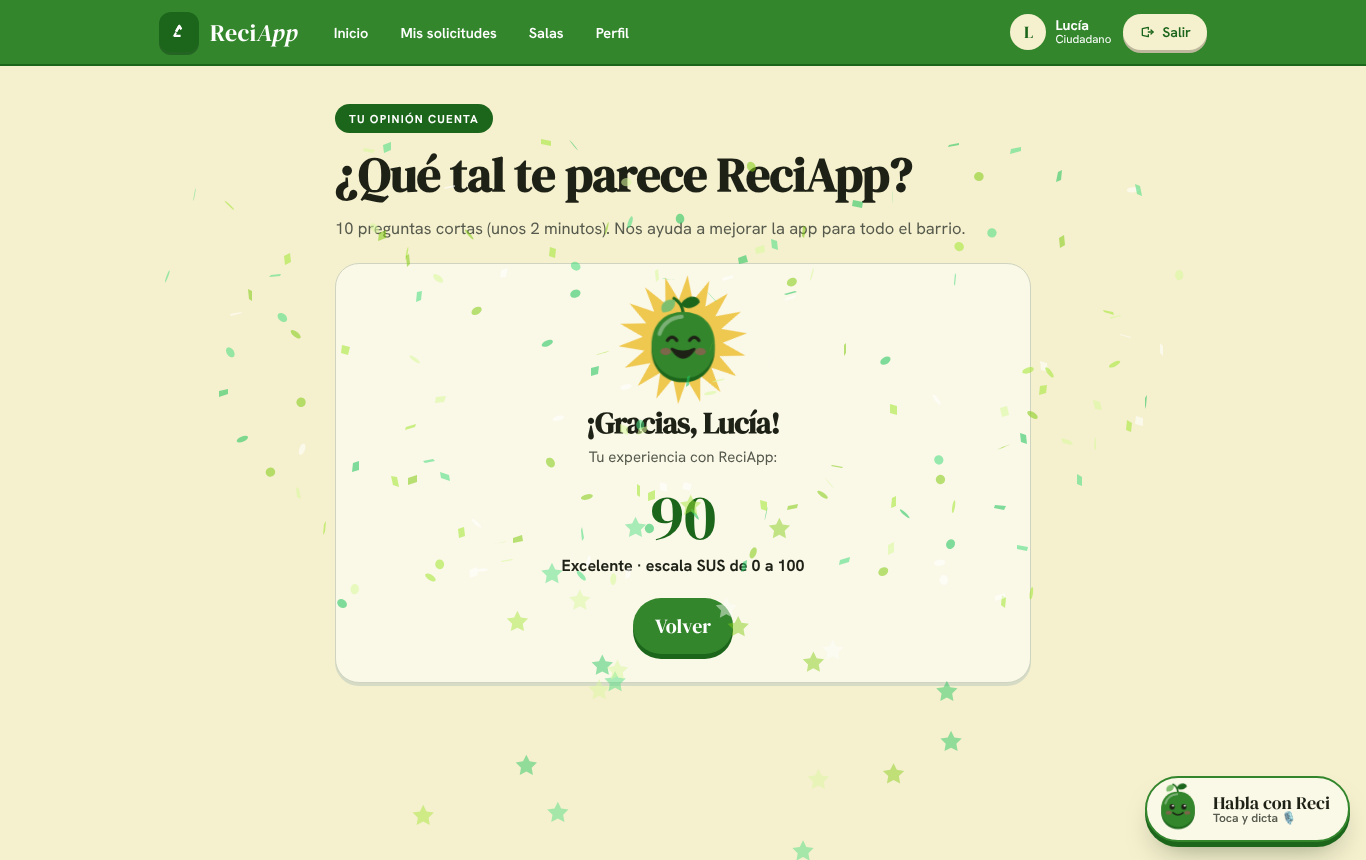 ReciApp
Inicio
Mis solicitudes
Salas
Perfil
L
Lucía
Ciudadano
Salir
TU OPINIÓN CUENTA
¿Qué tal te parece ReciApp?
10 preguntas cortas (unos 2 minutos). Nos ayuda a mejorar la app para todo el barrio.
¡Gracias, Lucía!
Tu experiencia con ReciApp:
90
Excelente · escala SUS de 0 a 100
Volver
Habla con Reci
Toca y dicta